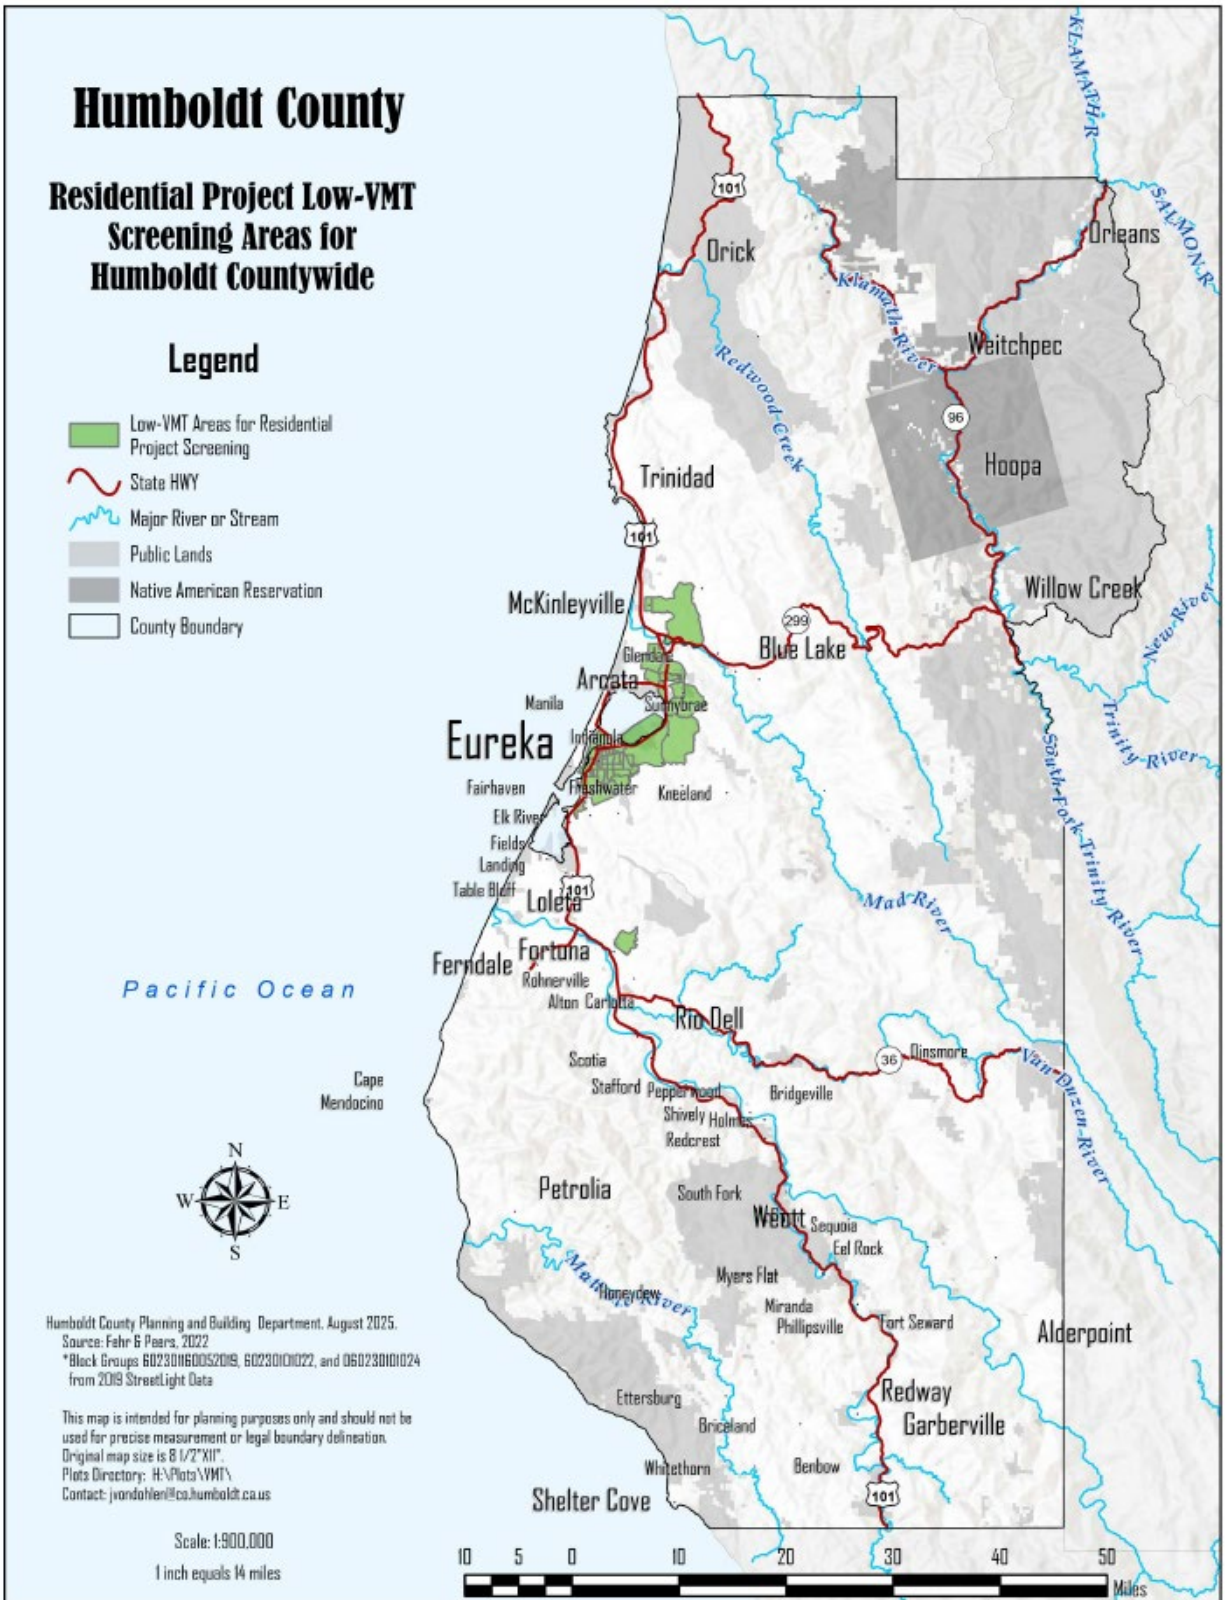 Humboldt County
Residential Project Low-VMT
Screening Areas for
Humboldt Countywide
Legend
Low-VMT Areas for Residential
Project Screening
State HWY
Major River or Stream
Public Lands
Native American Reservation
County Boundary
KLAMATH R
SALMON R
101
Orleans
Orick
Klamath River
Weitchpec
Redwood Creek
96
Hoopa
Trinidad
101
Willow Creek
McKinleyville
New River
299
Blue Lake
Glendale
Arcata
Manila
Sunnybrae
Trinity River
Indianola
Eureka
South Fork Trinity River
Fairhaven
Freshwater
Kneeland
Elk River
Fields
Landing
Table Bluff
101
Loleta
Mad River
Fortuna
Ferndale
Rohnerville
Pacific Ocean
Alton Carlotta
Rio Dell
36
Dinsmore
Van Duzen River
Scotia
Cape
Mendocino
Stafford
Pepperwood
Bridgeville
Shively
Holmes
Redcrest
N
W
E
S
Petrolia
South Fork
Weott
Sequoia
Eel Rock
Myers Flat
Mattole River
Honeydew
Miranda
Phillipsville
Fort Seward
Alderpoint
Humboldt County Planning and Building Department. August 2025.
Source: Fehr & Peers, 2022
*Block Groups 602301160052019, 60230101022, and 060230101024
from 2019 StreetLight Data
Redway
Ettersburg
Garberville
Briceland
This map is intended for planning purposes only and should not be
used for precise measurement or legal boundary delineation.
Original map size is 8 1/2"X11".
Plots Directory: H:\Plots\VMT\
Contact: jvondohlen@co.humboldt.ca.us
Whitethorn
Benbow
Shelter Cove
101
Scale: 1:900,000
1 inch equals 14 miles
10 5 0 10 20 30 40 50
Miles